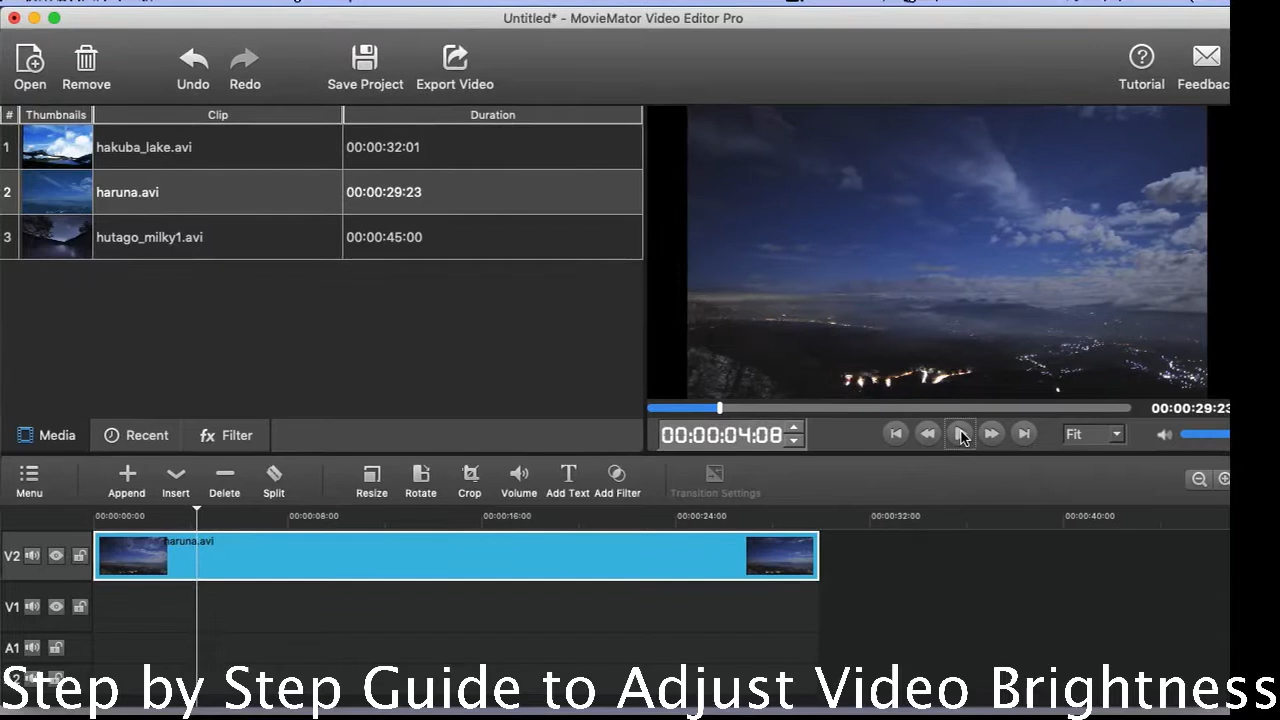 Untitled* - MovieMator Video Editor Pro
Open Remove Undo Redo Save Project Export Video Tutorial Feedbac
# Thumbnails Clip Duration
1 hakuba_lake.avi 00:00:32:01
2 haruna.avi 00:00:29:23
3 hutago_milky1.avi 00:00:45:00
00:00:29:23
Media Recent fx Filter 00:00:04:08 Fit
Menu Append Insert Delete Split Resize Rotate Crop Volume Add Text Add Filter Transition Settings
00:00:00:00 00:00:08:00 00:00:16:00 00:00:24:00 00:00:32:00 00:00:40:00
haruna.avi
V2
V1
A1
Step by Step Guide to Adjust Video Brightness